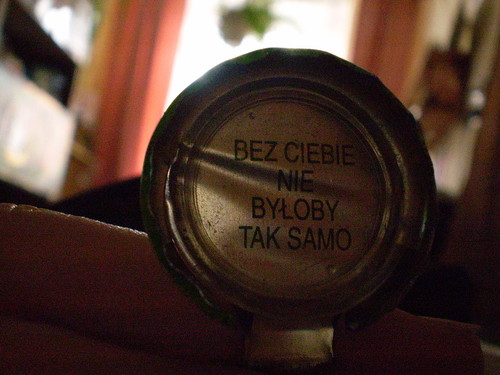 BEZ CIEBIE
NIE
BYŁOBY
TAK SAMO